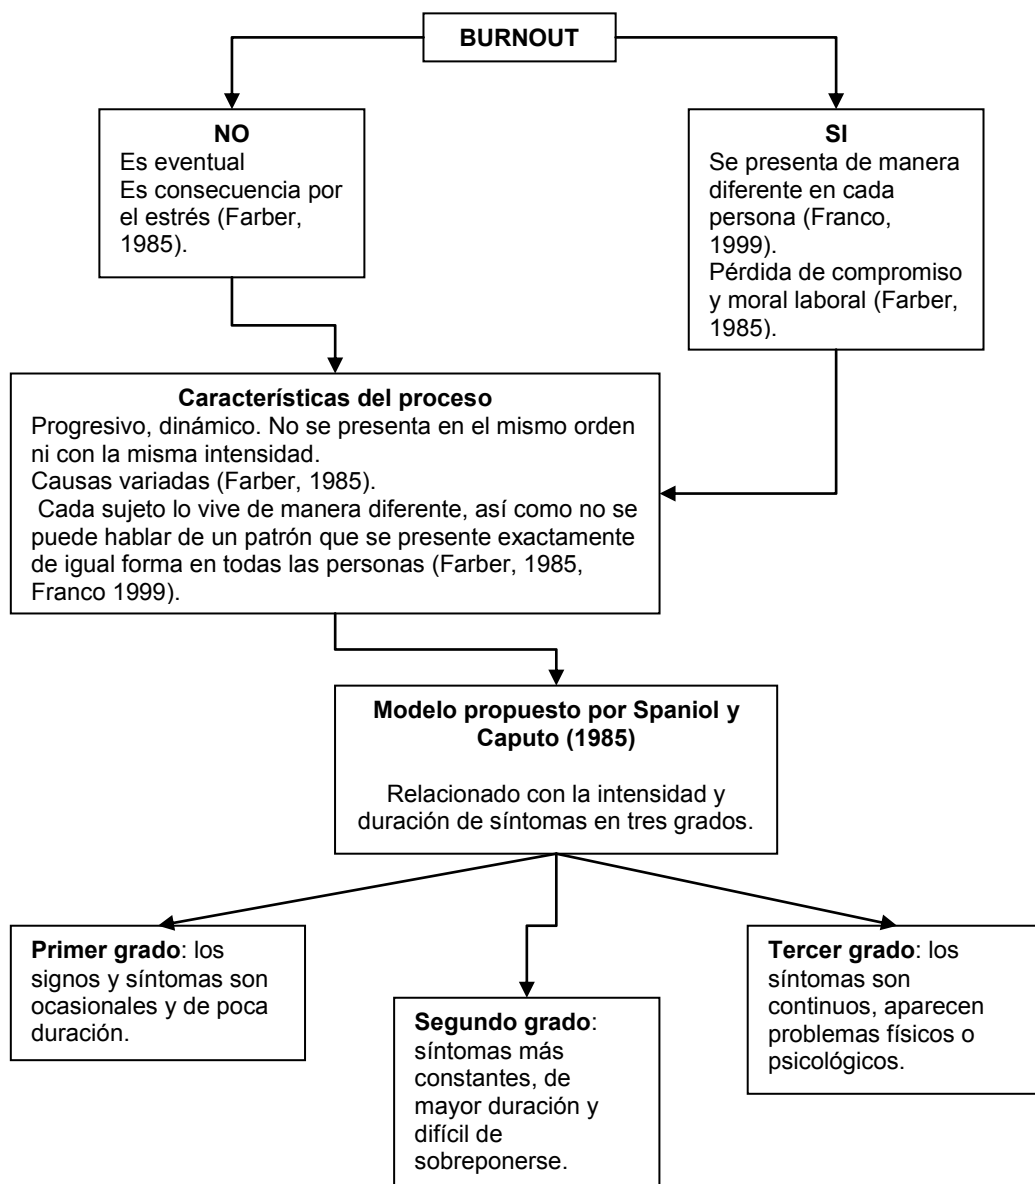 BURNOUT
NO
Es eventual
Es consecuencia por
el estrés (Farber,
1985).
SI
Se presenta de manera
diferente en cada
persona (Franco,
1999).
Pérdida de compromiso
y moral laboral (Farber,
1985).
Características del proceso
Progresivo, dinámico. No se presenta en el mismo orden
ni con la misma intensidad.
Causas variadas (Farber, 1985).
Cada sujeto lo vive de manera diferente, así como no se
puede hablar de un patrón que se presente exactamente
de igual forma en todas las personas (Farber, 1985,
Franco 1999).
Modelo propuesto por Spaniol y
Caputo (1985)
Relacionado con la intensidad y
duración de síntomas en tres grados.
Primer grado: los
signos y síntomas son
ocasionales y de poca
duración.
Segundo grado:
síntomas más
constantes, de
mayor duración y
difícil de
sobreponerse.
Tercer grado: los
síntomas son
continuos, aparecen
problemas físicos o
psicológicos.